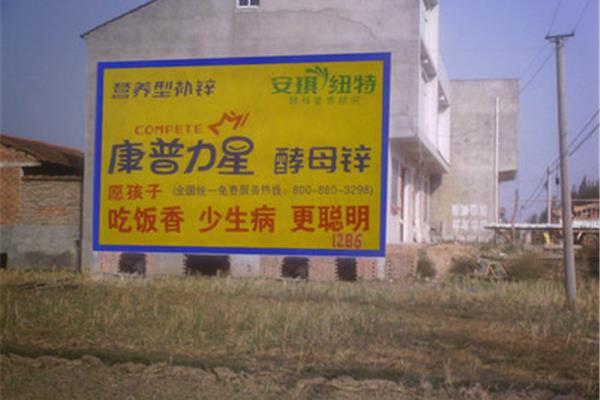 营养型补锌
安琪纽特
COMPETE
康普力星 酵母锌
愿孩子 (全国统一免费服务热线:800-880-3298)
吃饭香 少生病 更聪明
1286